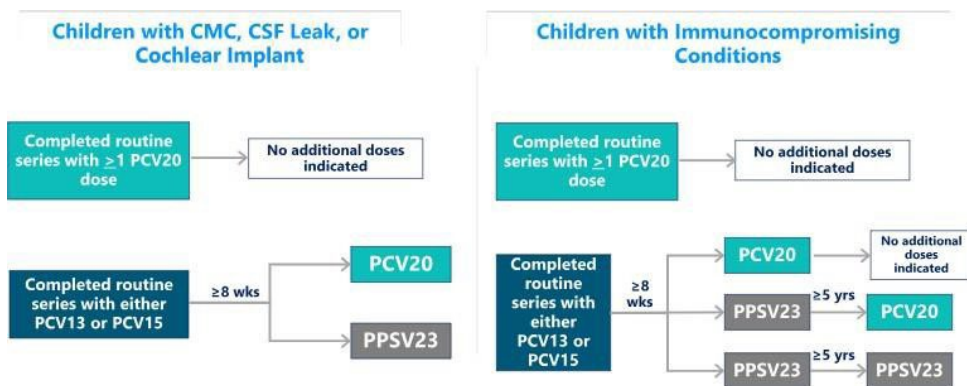 Children with CMC, CSF Leak, or
Cochlear Implant
Completed routine
series with ≥1 PCV20
dose
No additional doses
indicated
Completed routine
series with either
PCV13 or PCV15
≥8 wks
PCV20
PPSV23
Children with Immunocompromising
Conditions
Completed routine
series with ≥1 PCV20
dose
No additional doses
indicated
Completed
routine
series with
either
PCV13 or
PCV15
≥8
wks
PCV20
No additional
doses
indicated
PPSV23
≥5 yrs
PCV20
PPSV23
≥5 yrs
PPSV23